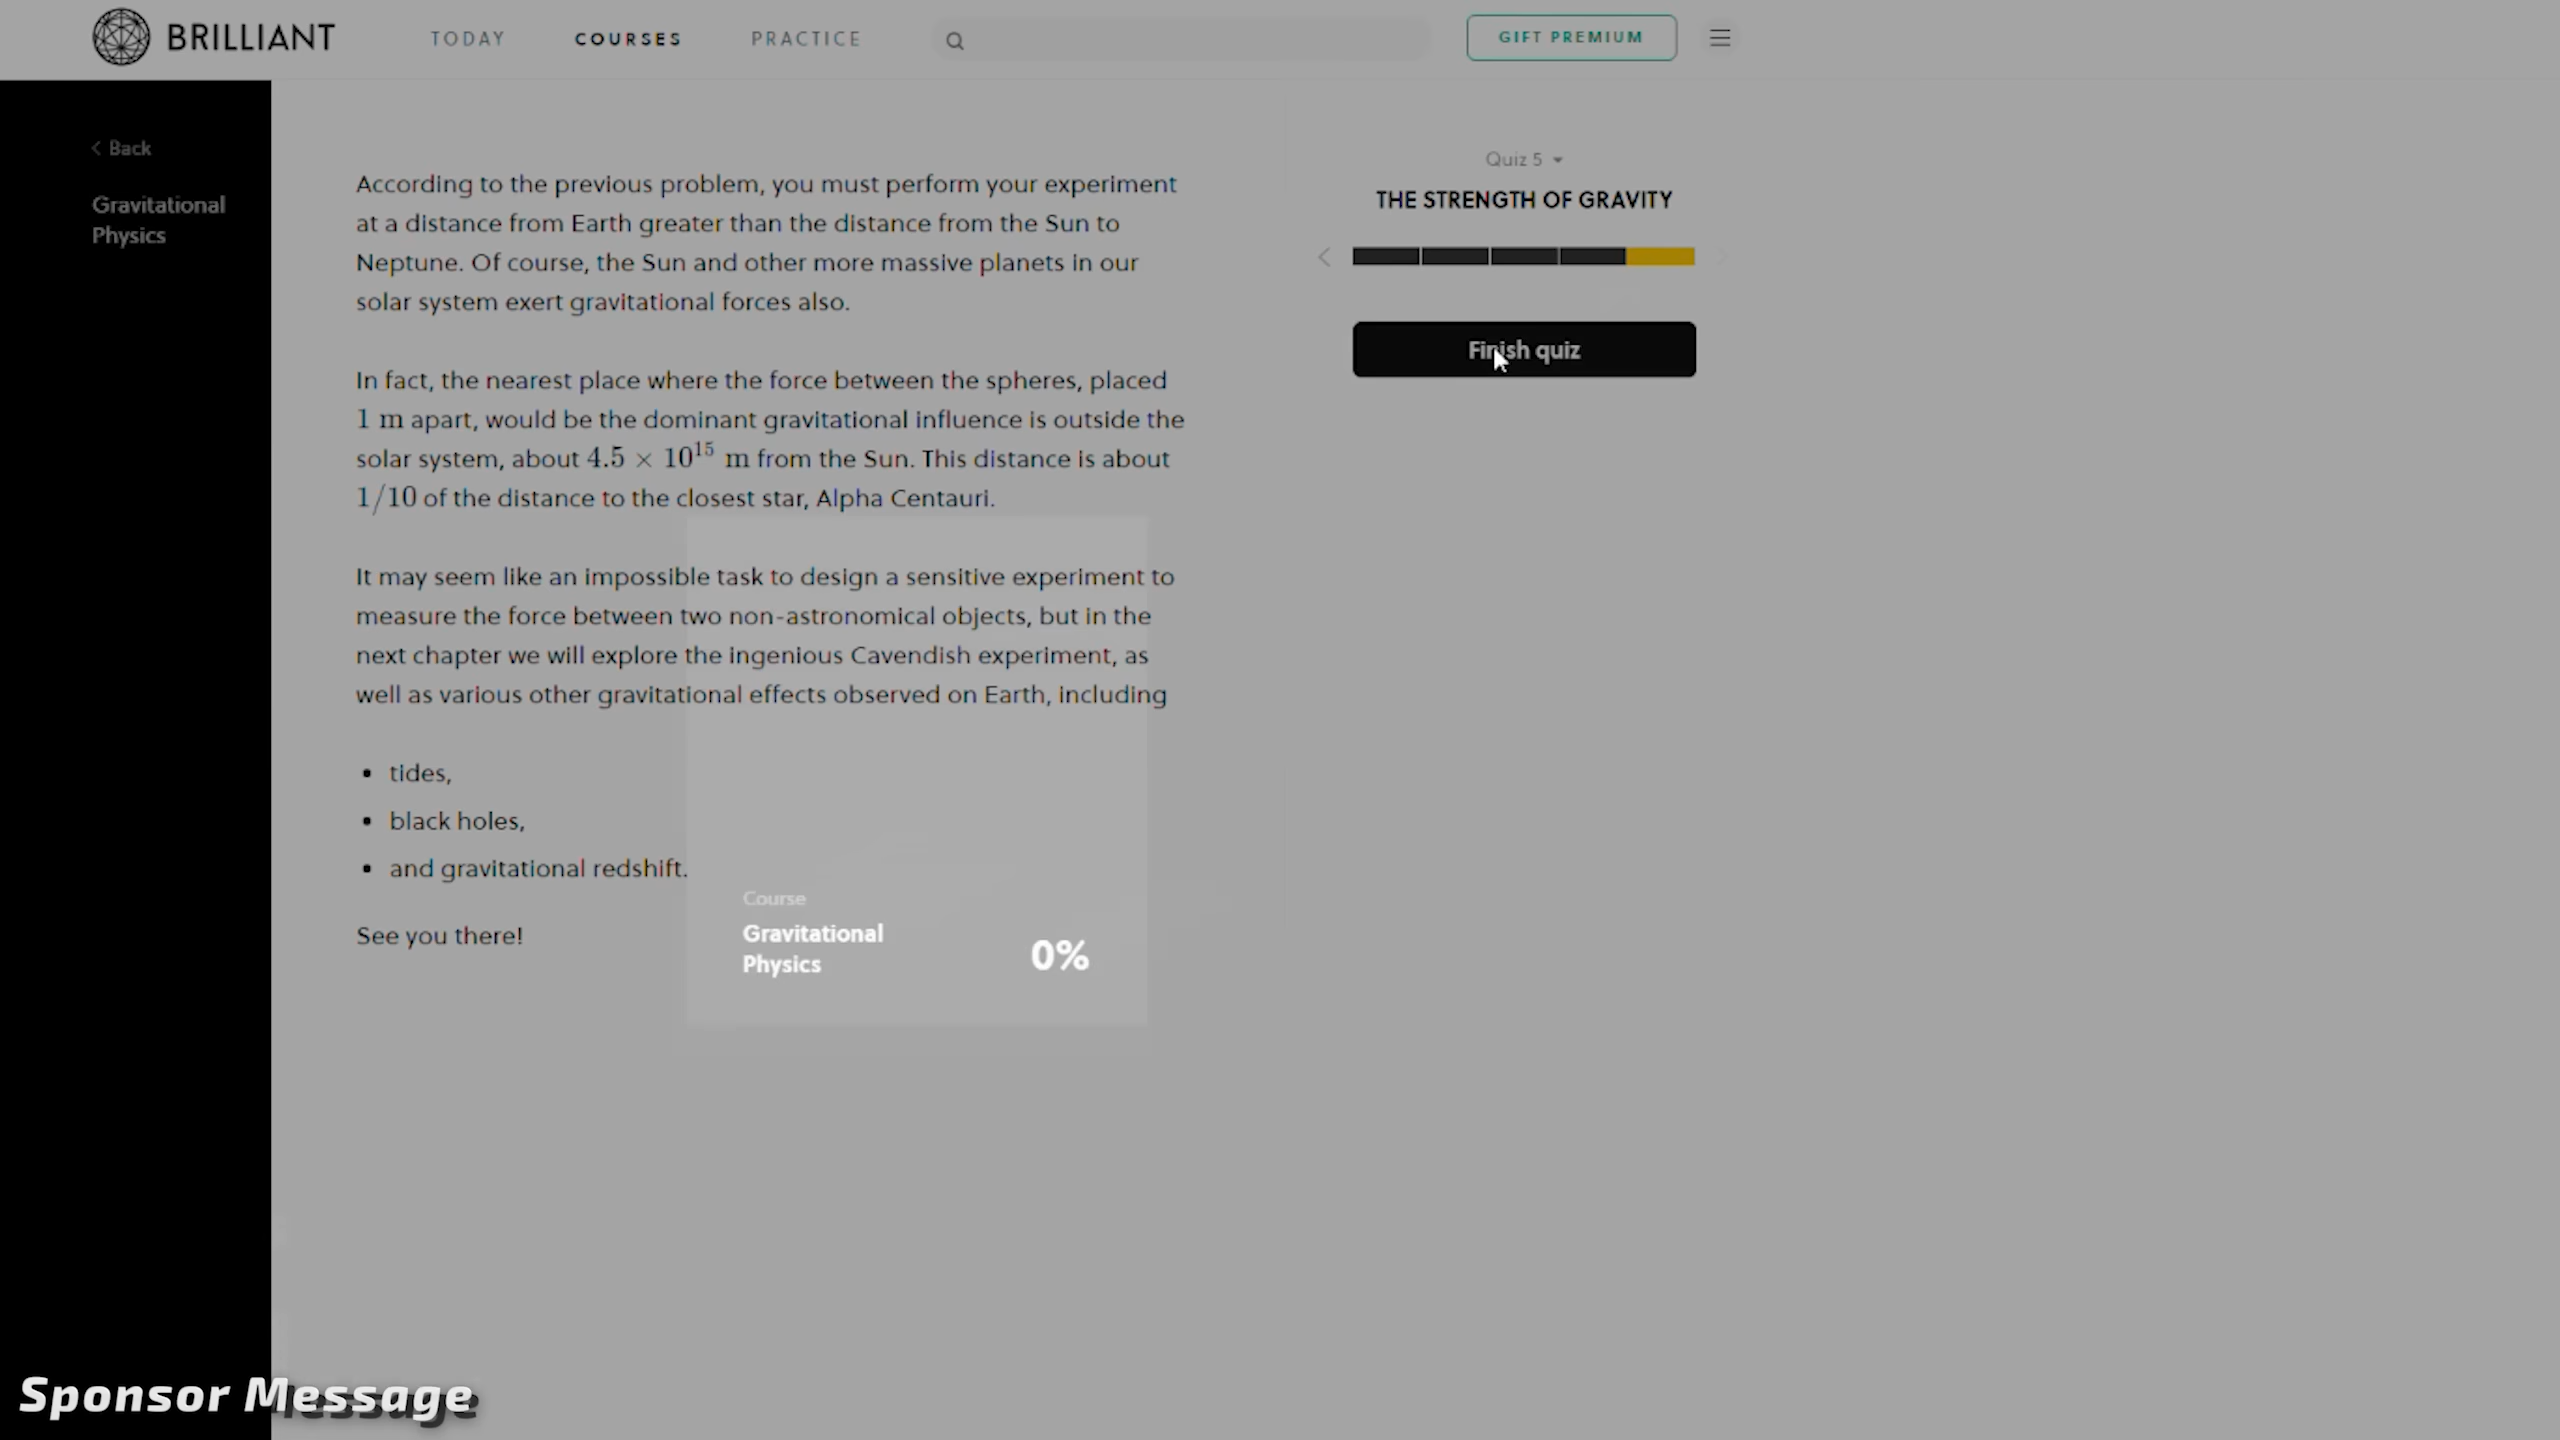 BRILLIANT
TODAY
COURSES
PRACTICE
GIFT PREMIUM
Back
Gravitational
Physics
According to the previous problem, you must perform your experiment
at a distance from Earth greater than the distance from the Sun to
Neptune. Of course, the Sun and other more massive planets in our
solar system exert gravitational forces also.
In fact, the nearest place where the force between the spheres, placed
1 m apart, would be the dominant gravitational influence is outside the
solar system, about 4.5 × 10¹⁵ m from the Sun. This distance is about
1/10 of the distance to the closest star, Alpha Centauri.
It may seem like an impossible task to design a sensitive experiment to
measure the force between two non-astronomical objects, but in the
next chapter we will explore the ingenious Cavendish experiment, as
well as various other gravitational effects observed on Earth, including
• tides,
• black holes,
• and gravitational redshift.
See you there!
Quiz 5
THE STRENGTH OF GRAVITY
Finish quiz
Course
Gravitational
Physics
0%
Sponsor Message